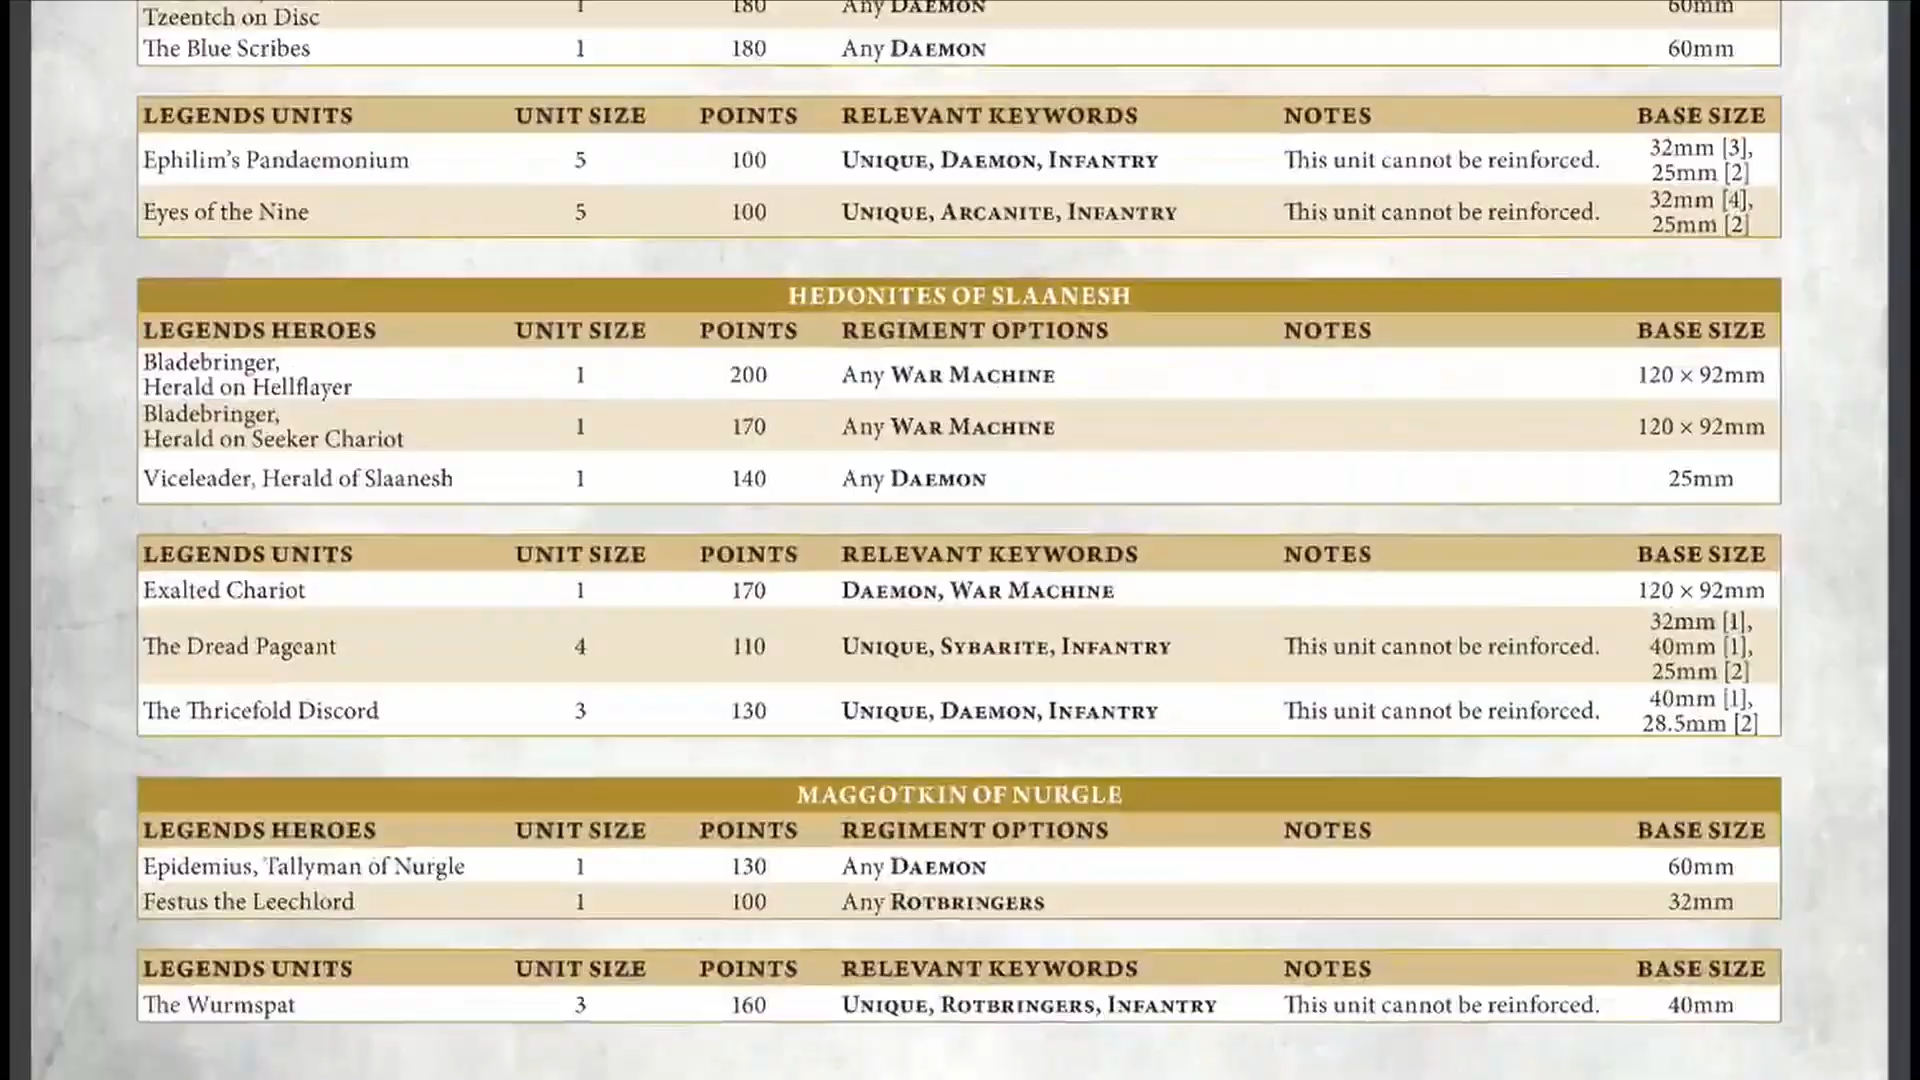 Tzeentch on Disc 1 180 Any DAEMON 60mm
The Blue Scribes 1 180 Any DAEMON 60mm
LEGENDS UNITS UNIT SIZE POINTS RELEVANT KEYWORDS NOTES BASE SIZE
Ephilim's Pandaemonium 5 100 UNIQUE, DAEMON, INFANTRY This unit cannot be reinforced. 32mm [3],
25mm [2]
Eyes of the Nine 5 100 UNIQUE, ARCANITE, INFANTRY This unit cannot be reinforced. 32mm [4],
25mm [2]
HEDONITES OF SLAANESH
LEGENDS HEROES UNIT SIZE POINTS REGIMENT OPTIONS NOTES BASE SIZE
Bladebringer,
Herald on Hellflayer 1 200 Any WAR MACHINE 120 × 92mm
Bladebringer,
Herald on Seeker Chariot 1 170 Any WAR MACHINE 120 × 92mm
Viceleader, Herald of Slaanesh 1 140 Any DAEMON 25mm
LEGENDS UNITS UNIT SIZE POINTS RELEVANT KEYWORDS NOTES BASE SIZE
Exalted Chariot 1 170 DAEMON, WAR MACHINE 120 × 92mm
The Dread Pageant 4 110 UNIQUE, SYBARITE, INFANTRY This unit cannot be reinforced. 32mm [1],
40mm [1],
25mm [2]
The Thricefold Discord 3 130 UNIQUE, DAEMON, INFANTRY This unit cannot be reinforced. 40mm [1],
28.5mm [2]
MAGGOTKIN OF NURGLE
LEGENDS HEROES UNIT SIZE POINTS REGIMENT OPTIONS NOTES BASE SIZE
Epidemius, Tallyman of Nurgle 1 130 Any DAEMON 60mm
Festus the Leechlord 1 100 Any ROTBRINGERS 32mm
LEGENDS UNITS UNIT SIZE POINTS RELEVANT KEYWORDS NOTES BASE SIZE
The Wurmspat 3 160 UNIQUE, ROTBRINGERS, INFANTRY This unit cannot be reinforced. 40mm